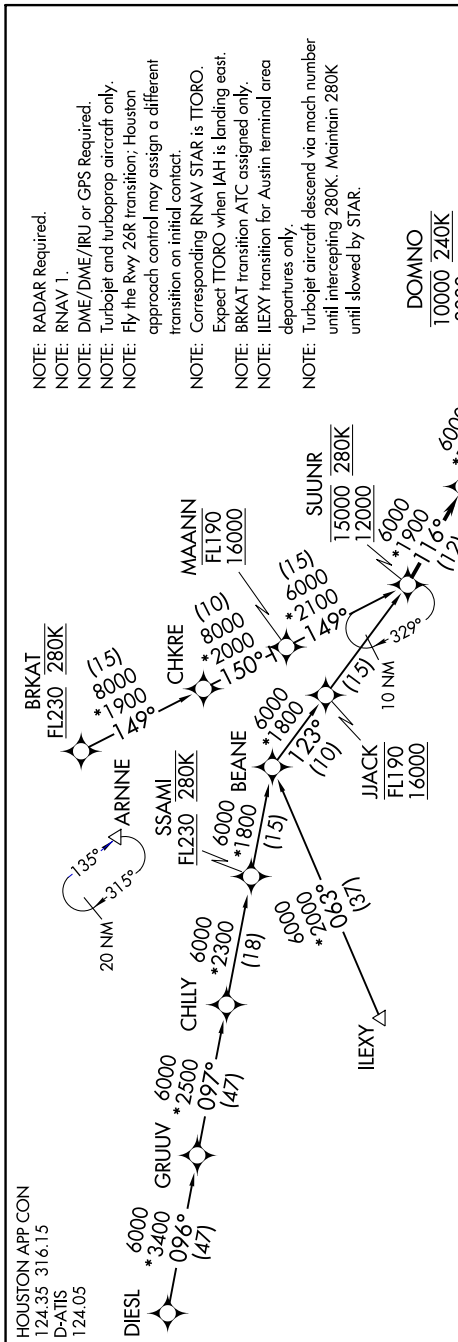 HOUSTON APP CON
124.35 316.15
D-ATIS
124.05
NOTE: RADAR Required.
NOTE: RNAV 1.
NOTE: DME/DME/IRU or GPS Required.
NOTE: Turbojet and turboprop aircraft only.
NOTE: Fly the Rwy 26R transition; Houston
approach control may assign a different
transition on initial contact.
NOTE: Corresponding RNAV STAR is TTORO.
Expect TTORO when IAH is landing east.
NOTE: BRKAT transition ATC assigned only.
NOTE: ILEXY transition for Austin terminal area
departures only.
NOTE: Turbojet aircraft descend via mach number
until intercepting 280K. Maintain 280K
until slowed by STAR.
DIESL
6000
*3400
096°
(47)
GRUUV
6000
*2500
097°
(47)
CHLLY
6000
*2300
(18)
SSAMI
FL230 280K
6000
*1800
(15)
BEANE
6000
*1800
123°
(10)
JJACK
FL190
16000
(15)
ILEXY
6000
*2000
063°
(37)
ARNNE
135°
315°
20 NM
BRKAT
FL230 280K
(15)
8000
*1900
149°
CHKRE
(10)
8000
*2000
150°
MAANN
FL190
16000
(15)
6000
*2100
149°
SUUNR
15000 280K
12000
329°
10 NM
6000
*1900
116°
(12)
DOMNO
10000 240K
6000